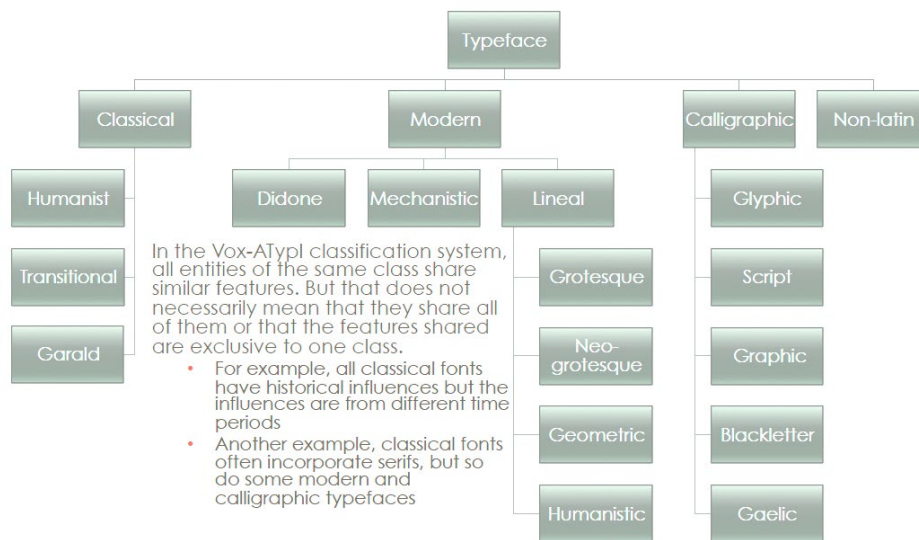 Typeface
Classical
Modern
Calligraphic
Non-latin
Humanist
Transitional
Garald
Didone
Mechanistic
Lineal
Grotesque
Neo-
grotesque
Geometric
Humanistic
Glyphic
Script
Graphic
Blackletter
Gaelic
In the Vox-ATypI classification system,
all entities of the same class share
similar features. But that does not
necessarily mean that they share all
of them or that the features shared
are exclusive to one class.
• For example, all classical fonts
have historical influences but the
influences are from different time
periods
• Another example, classical fonts
often incorporate serifs, but so
do some modern and
calligraphic typefaces